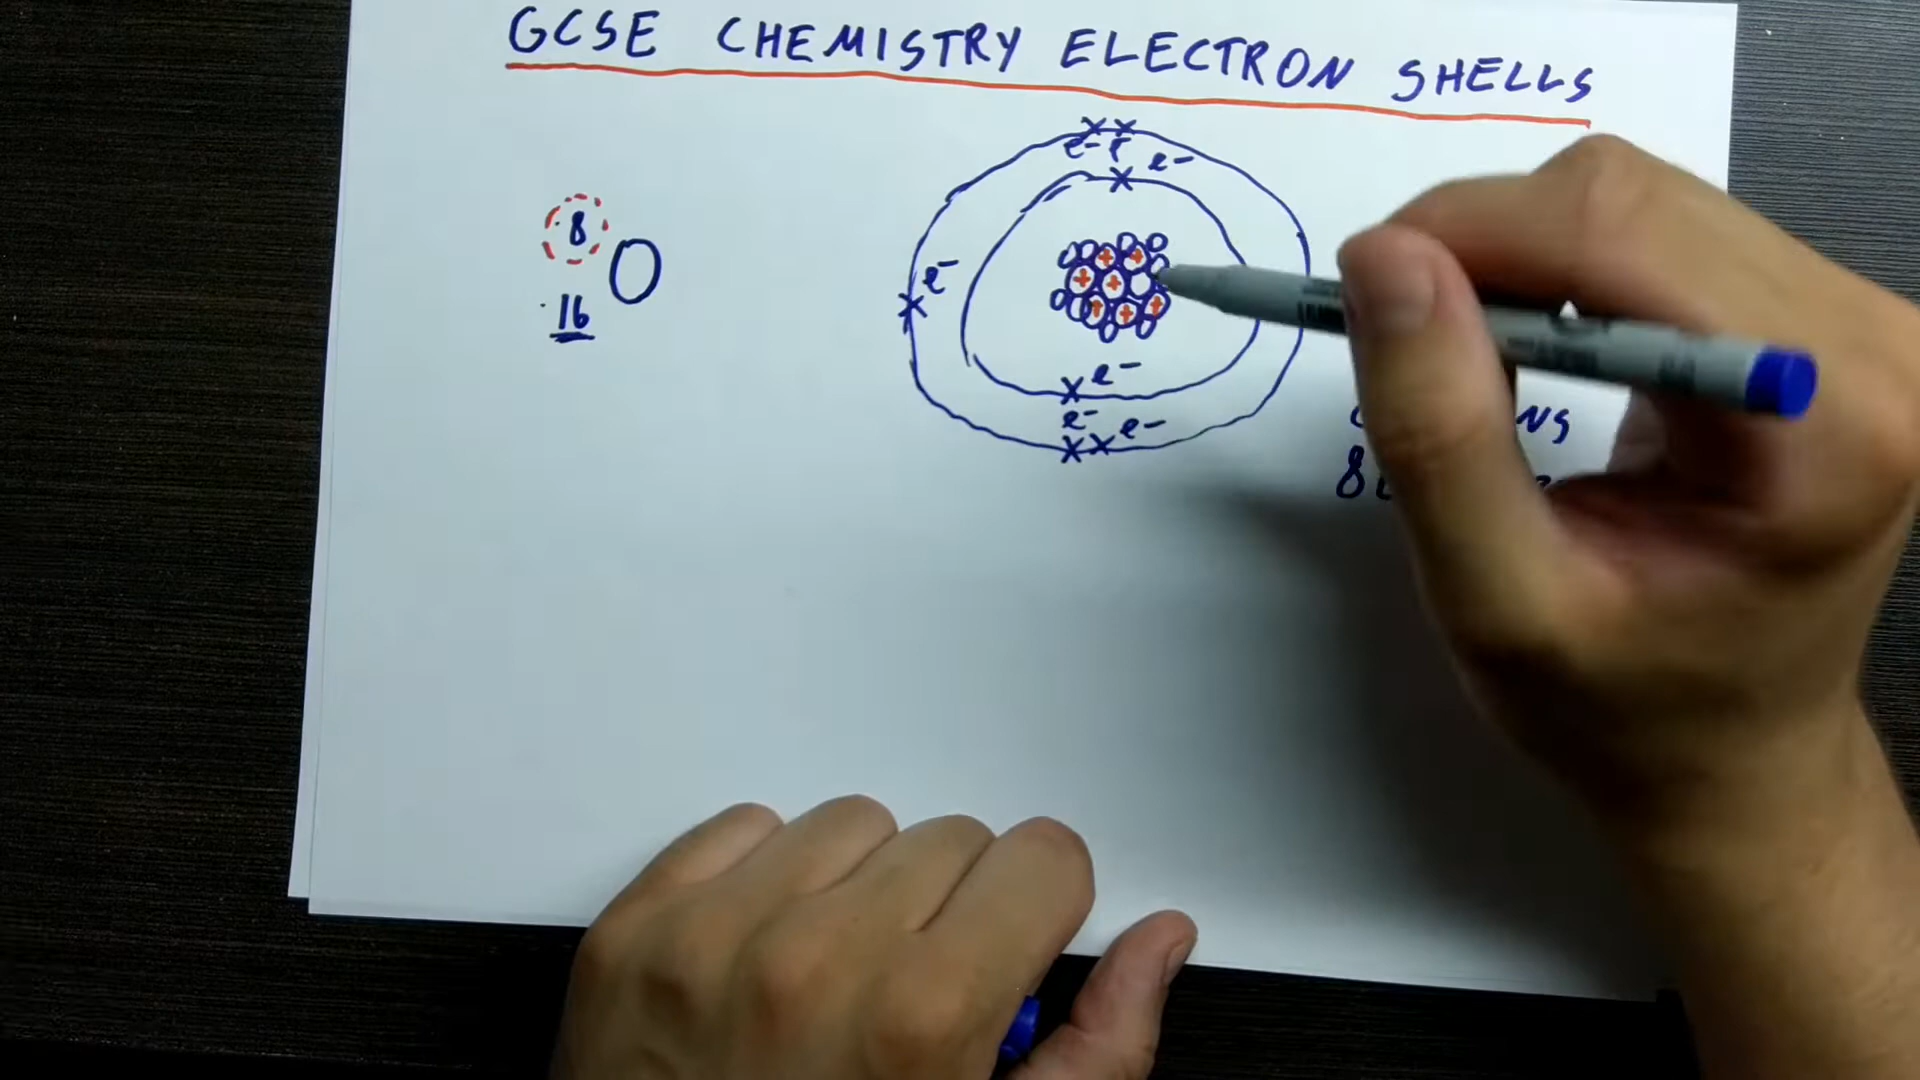 GCSE CHEMISTRY ELECTRON SHELLS
8
O
16
e- e-
e-
e-
e-
e- e-
8